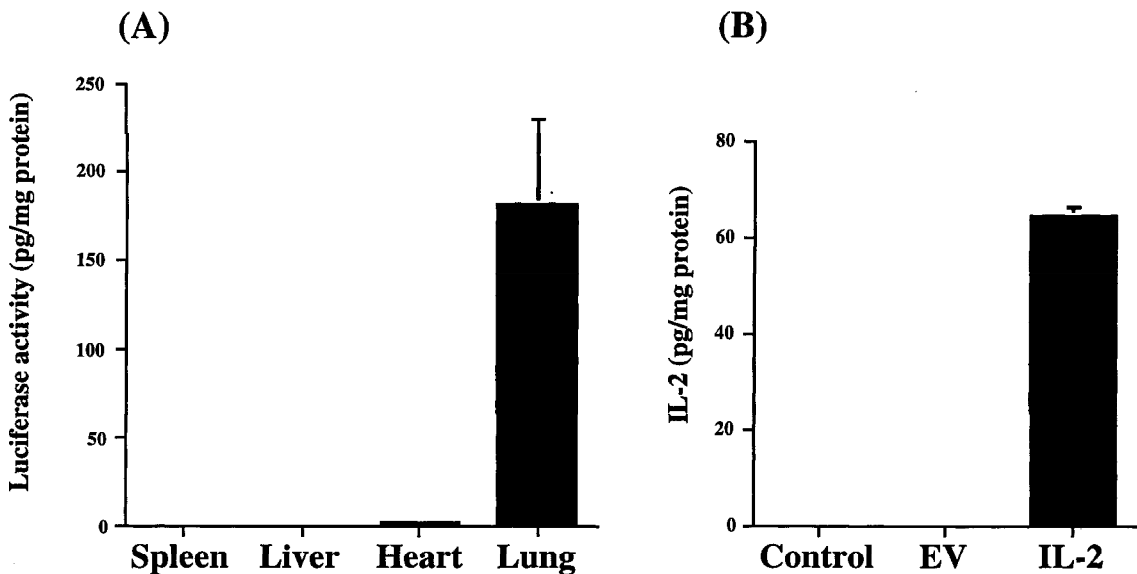 (A)
Luciferase activity (pg/mg protein)
250
200
150
100
50
0
Spleen Liver Heart Lung
(B)
IL-2 (pg/mg protein)
80
60
40
20
0
Control EV IL-2